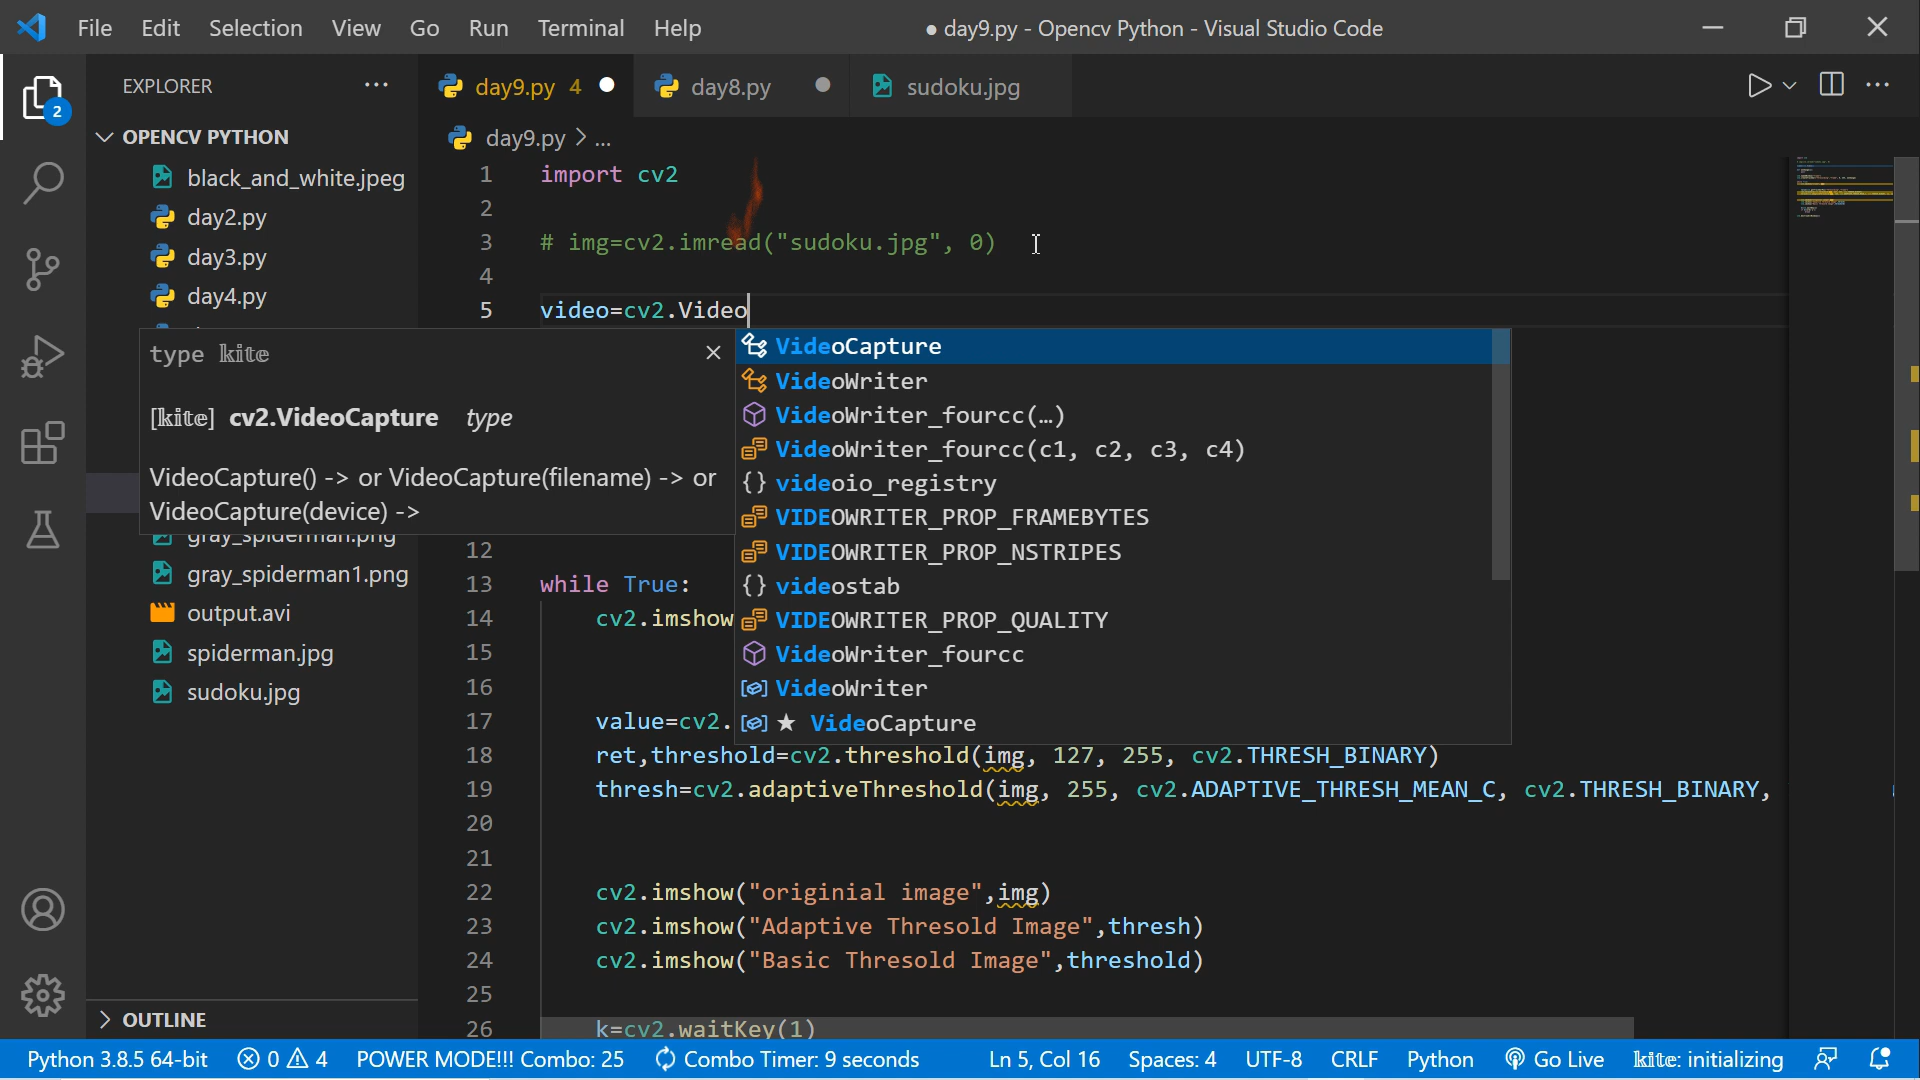 File Edit Selection View Go Run Terminal Help
● day9.py - Opencv Python - Visual Studio Code
EXPLORER
day9.py 4
day8.py
sudoku.jpg
2
OPENCV PYTHON
day9.py > ...
black_and_white.jpeg
day2.py
day3.py
day4.py
gray_spiderman.png
gray_spiderman1.png
output.avi
spiderman.jpg
sudoku.jpg
OUTLINE
1 import cv2
2
3 # img=cv2.imread("sudoku.jpg", 0)
4
5 video=cv2.Video
type kite
[kite] cv2.VideoCapture type
VideoCapture() -> or VideoCapture(filename) -> or
VideoCapture(device) ->
VideoCapture
VideoWriter
VideoWriter_fourcc(…)
VideoWriter_fourcc(c1, c2, c3, c4)
videoio_registry
VIDEOWRITER_PROP_FRAMEBYTES
VIDEOWRITER_PROP_NSTRIPES
videostab
VIDEOWRITER_PROP_QUALITY
VideoWriter_fourcc
VideoWriter
★ VideoCapture
12
13 while True:
14 cv2.imshow
15
16
17 value=cv2.
18 ret,threshold=cv2.threshold(img, 127, 255, cv2.THRESH_BINARY)
19 thresh=cv2.adaptiveThreshold(img, 255, cv2.ADAPTIVE_THRESH_MEAN_C, cv2.THRESH_BINARY,
20
21
22 cv2.imshow("originial image",img)
23 cv2.imshow("Adaptive Thresold Image",thresh)
24 cv2.imshow("Basic Thresold Image",threshold)
25
26 k=cv2.waitKey(1)
Python 3.8.5 64-bit 0 4 POWER MODE!!! Combo: 25 Combo Timer: 9 seconds Ln 5, Col 16 Spaces: 4 UTF-8 CRLF Python Go Live kite: initializing